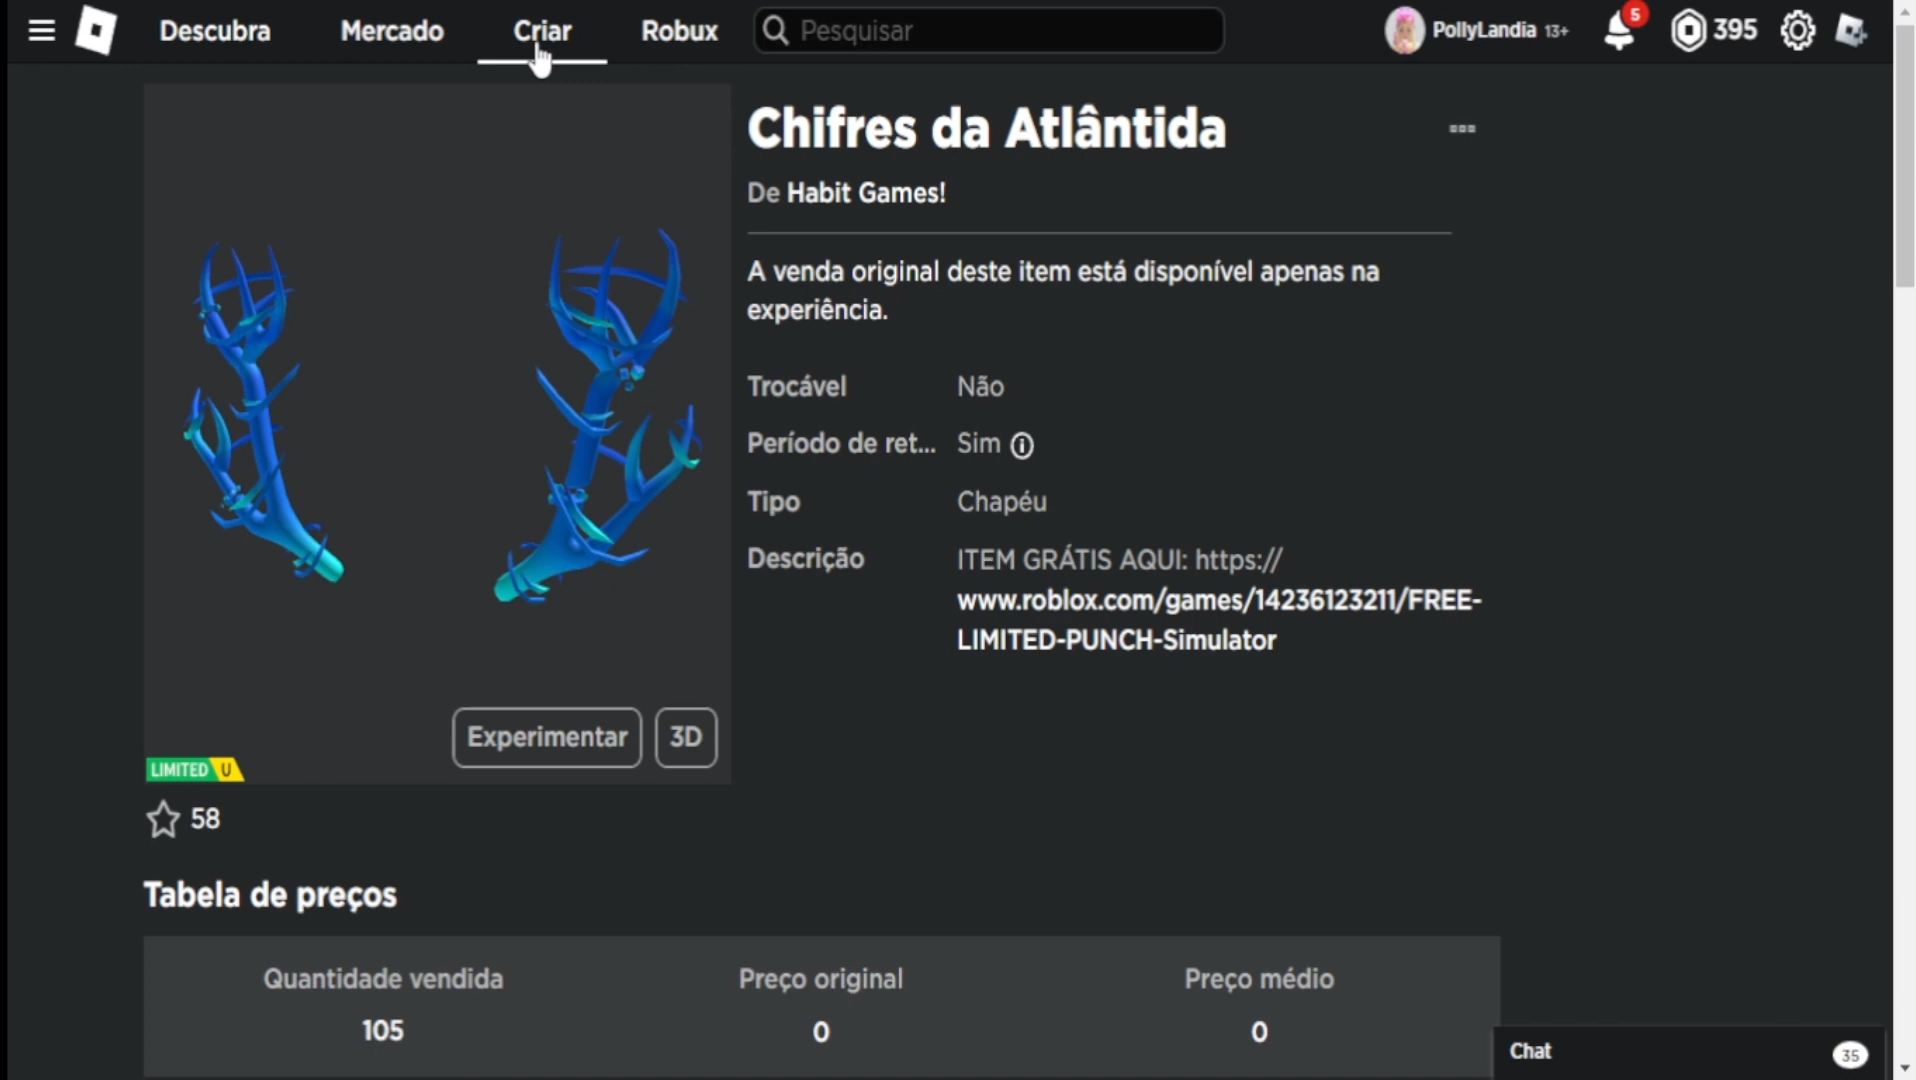 Descubra Mercado Criar Robux Pesquisar PollyLandia 13+ 5 395
Chifres da Atlântida
De Habit Games!
A venda original deste item está disponível apenas na
experiência.
Trocável Não
Período de ret... Sim
Tipo Chapéu
Descrição ITEM GRÁTIS AQUI: https://
www.roblox.com/games/14236123211/FREE-
LIMITED-PUNCH-Simulator
Experimentar 3D
LIMITED U
58
Tabela de preços
Quantidade vendida Preço original Preço médio
105 0 0
Chat 35